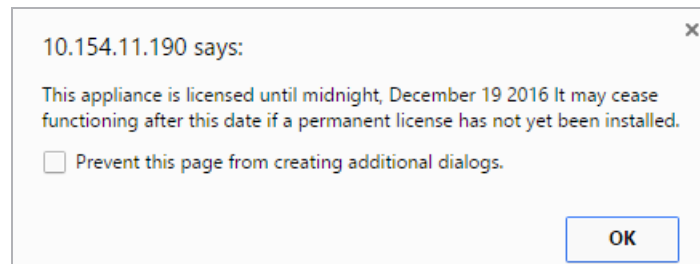 10.154.11.190 says:
This appliance is licensed until midnight, December 19 2016 It may cease
functioning after this date if a permanent license has not yet been installed.
Prevent this page from creating additional dialogs.
OK